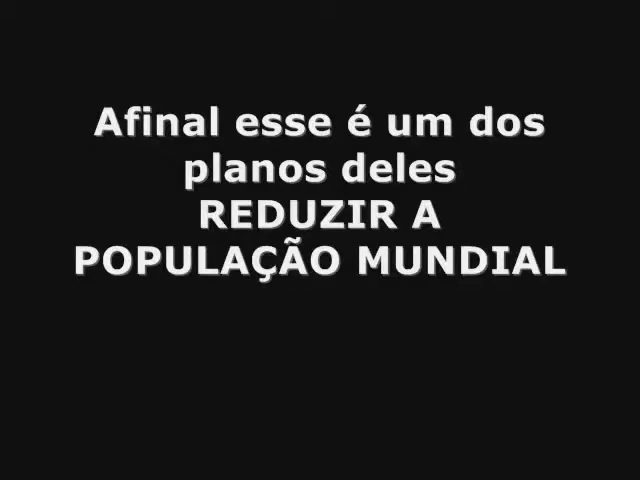 Afinal esse é um dos
planos deles
REDUZIR A
POPULAÇÃO MUNDIAL